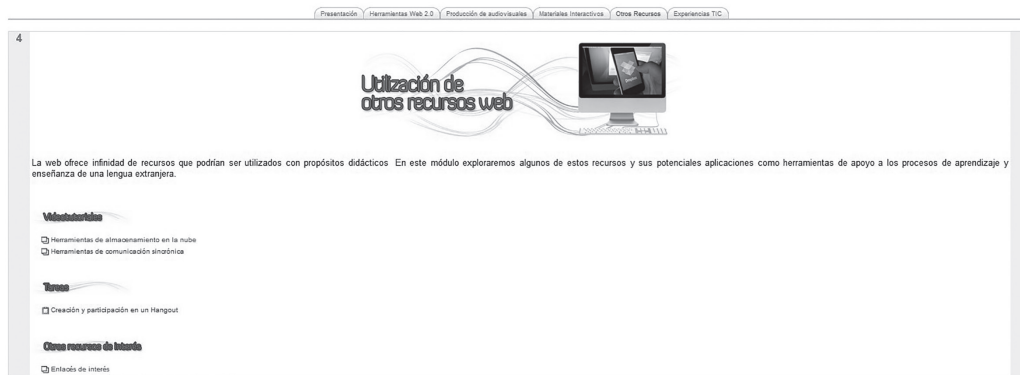 Presentación Herramientas Web 2.0 Producción de audiovisuales Materiales Interactivos Otros Recursos Experiencias TIC
4
Utilización de
otros recursos web
La web ofrece infinidad de recursos que podrían ser utilizados con propósitos didácticos En este módulo exploraremos algunos de estos recursos y sus potenciales aplicaciones como herramientas de apoyo a los procesos de aprendizaje y
enseñanza de una lengua extranjera.
Videotutoriales
Herramientas de almacenamiento en la nube
Herramientas de comunicación sincrónica
Tareas
Creación y participación en un Hangout
Otros recursos de interés
Enlacés de interés